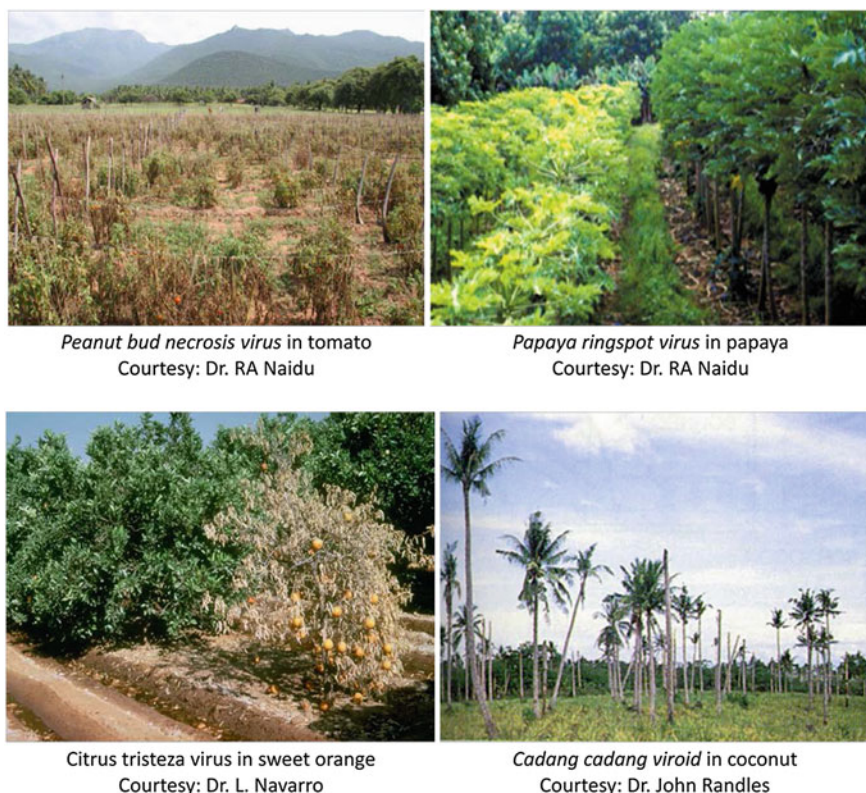 Peanut bud necrosis virus in tomato
Courtesy: Dr. RA Naidu
Papaya ringspot virus in papaya
Courtesy: Dr. RA Naidu
Citrus tristeza virus in sweet orange
Courtesy: Dr. L. Navarro
Cadang cadang viroid in coconut
Courtesy: Dr. John Randles